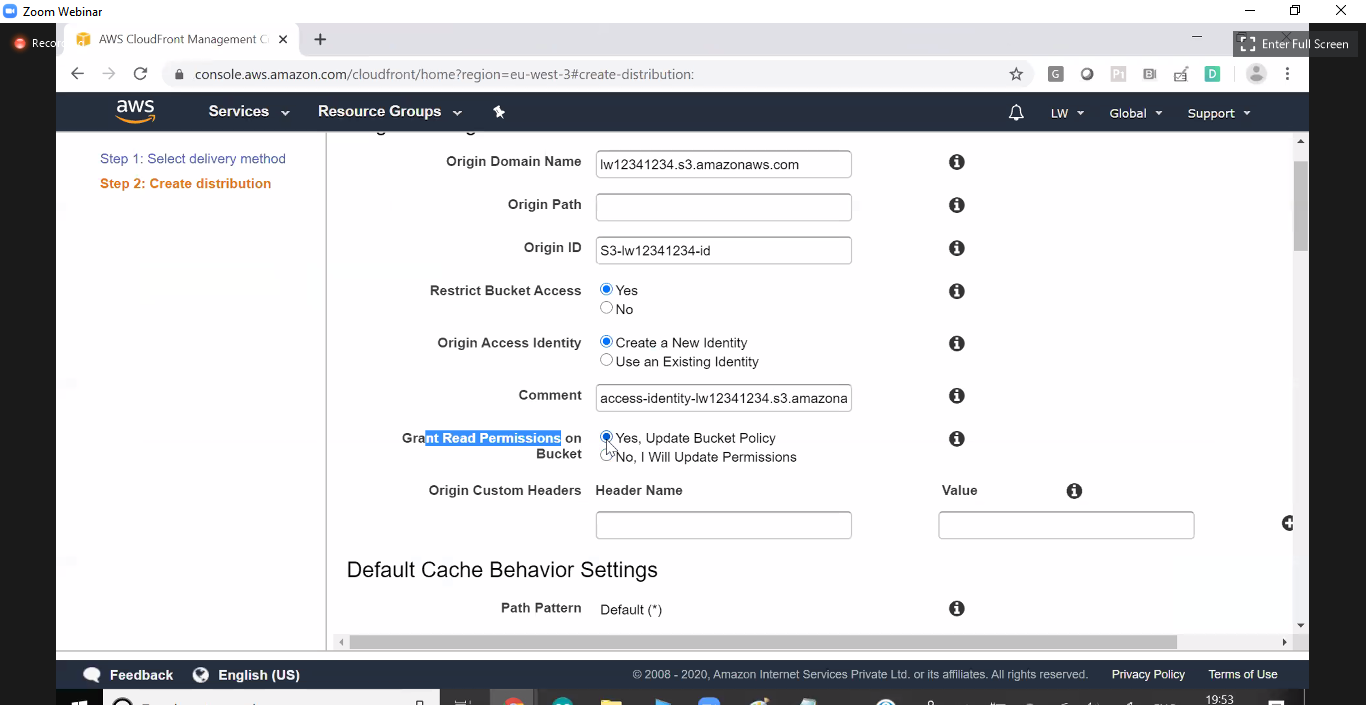 Zoom Webinar
Recor
AWS CloudFront Management C
Enter Full Screen
console.aws.amazon.com/cloudfront/home?region=eu-west-3#create-distribution:
aws
Services
Resource Groups
LW
Global
Support
Step 1: Select delivery method
Step 2: Create distribution
Origin Domain Name
lw12341234.s3.amazonaws.com
Origin Path
Origin ID
S3-lw12341234-id
Restrict Bucket Access
Yes
No
Origin Access Identity
Create a New Identity
Use an Existing Identity
Comment
access-identity-lw12341234.s3.amazona
Grant Read Permissions on
Bucket
Yes, Update Bucket Policy
No, I Will Update Permissions
Origin Custom Headers
Header Name
Value
Default Cache Behavior Settings
Path Pattern
Default (*)
Feedback
English (US)
© 2008 - 2020, Amazon Internet Services Private Ltd. or its affiliates. All rights reserved.
Privacy Policy
Terms of Use
19:53